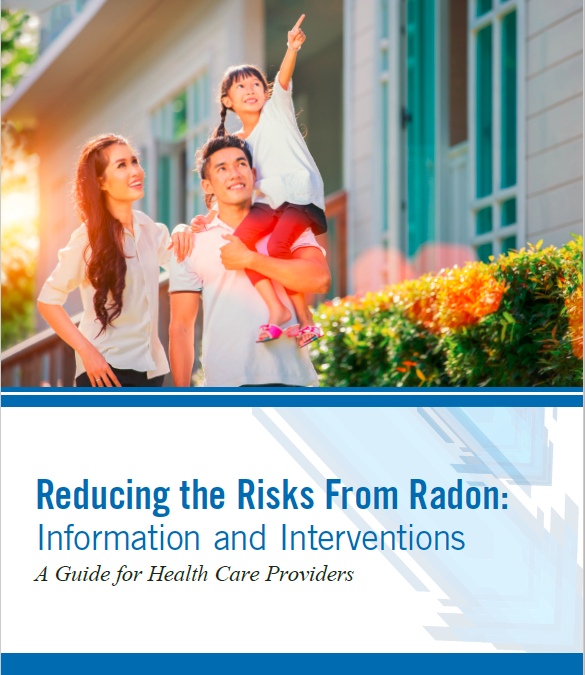 Reducing the Risks From Radon:
Information and Interventions
A Guide for Health Care Providers